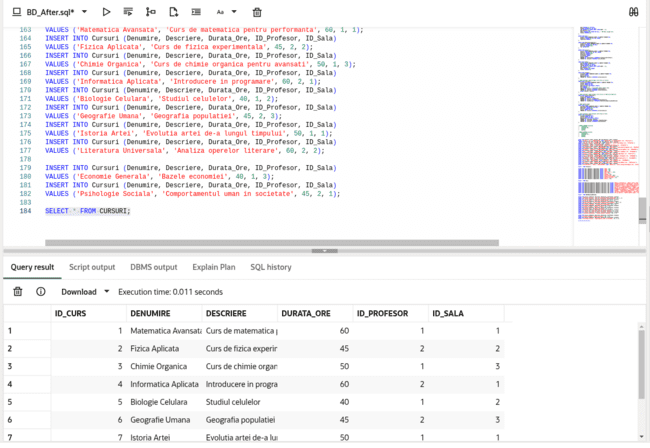 BD_After.sql*
Aa
163 VALUES ('Matematica Avansata', 'Curs de matematica pentru performanta', 60, 1, 1);
164 INSERT INTO Cursuri (Denumire, Descriere, Durata_Ore, ID_Profesor, ID_Sala)
165 VALUES ('Fizica Aplicata', 'Curs de fizica experimentala', 45, 2, 2);
166 INSERT INTO Cursuri (Denumire, Descriere, Durata_Ore, ID_Profesor, ID_Sala)
167 VALUES ('Chimie Organica', 'Curs de chimie organica pentru avansati', 50, 1, 3);
168 INSERT INTO Cursuri (Denumire, Descriere, Durata_Ore, ID_Profesor, ID_Sala)
169 VALUES ('Informatica Aplicata', 'Introducere in programare', 60, 2, 1);
170 INSERT INTO Cursuri (Denumire, Descriere, Durata_Ore, ID_Profesor, ID_Sala)
171 VALUES ('Biologie Celulara', 'Studiul celulelor', 40, 1, 2);
172 INSERT INTO Cursuri (Denumire, Descriere, Durata_Ore, ID_Profesor, ID_Sala)
173 VALUES ('Geografie Umana', 'Geografia populatiei', 45, 2, 3);
174 INSERT INTO Cursuri (Denumire, Descriere, Durata_Ore, ID_Profesor, ID_Sala)
175 VALUES ('Istoria Artei', 'Evolutia artei de-a lungul timpului', 50, 1, 1);
176 INSERT INTO Cursuri (Denumire, Descriere, Durata_Ore, ID_Profesor, ID_Sala)
177 VALUES ('Literatura Universala', 'Analiza operelor literare', 60, 2, 2);
178
179 INSERT INTO Cursuri (Denumire, Descriere, Durata_Ore, ID_Profesor, ID_Sala)
180 VALUES ('Economie Generala', 'Bazele economiei', 40, 1, 3);
181 INSERT INTO Cursuri (Denumire, Descriere, Durata_Ore, ID_Profesor, ID_Sala)
182 VALUES ('Psihologie Sociala', 'Comportamentul uman in societate', 45, 2, 1);
183
184 SELECT * FROM CURSURI;
Query result Script output DBMS output Explain Plan SQL history
Download Execution time: 0.011 seconds
ID_CURS DENUMIRE DESCRIERE DURATA_ORE ID_PROFESOR ID_SALA
1 1 Matematica Avansata Curs de matematica 60 1 1
2 2 Fizica Aplicata Curs de fizica experin 45 2 2
3 3 Chimie Organica Curs de chimie organ 50 1 3
4 4 Informatica Aplicata Introducere in progra 60 2 1
5 5 Biologie Celulara Studiul celulelor 40 1 2
6 6 Geografie Umana Geografia populatiei 45 2 3
7 7 Istoria Artei Evolutia artei de-a lu 50 1 1